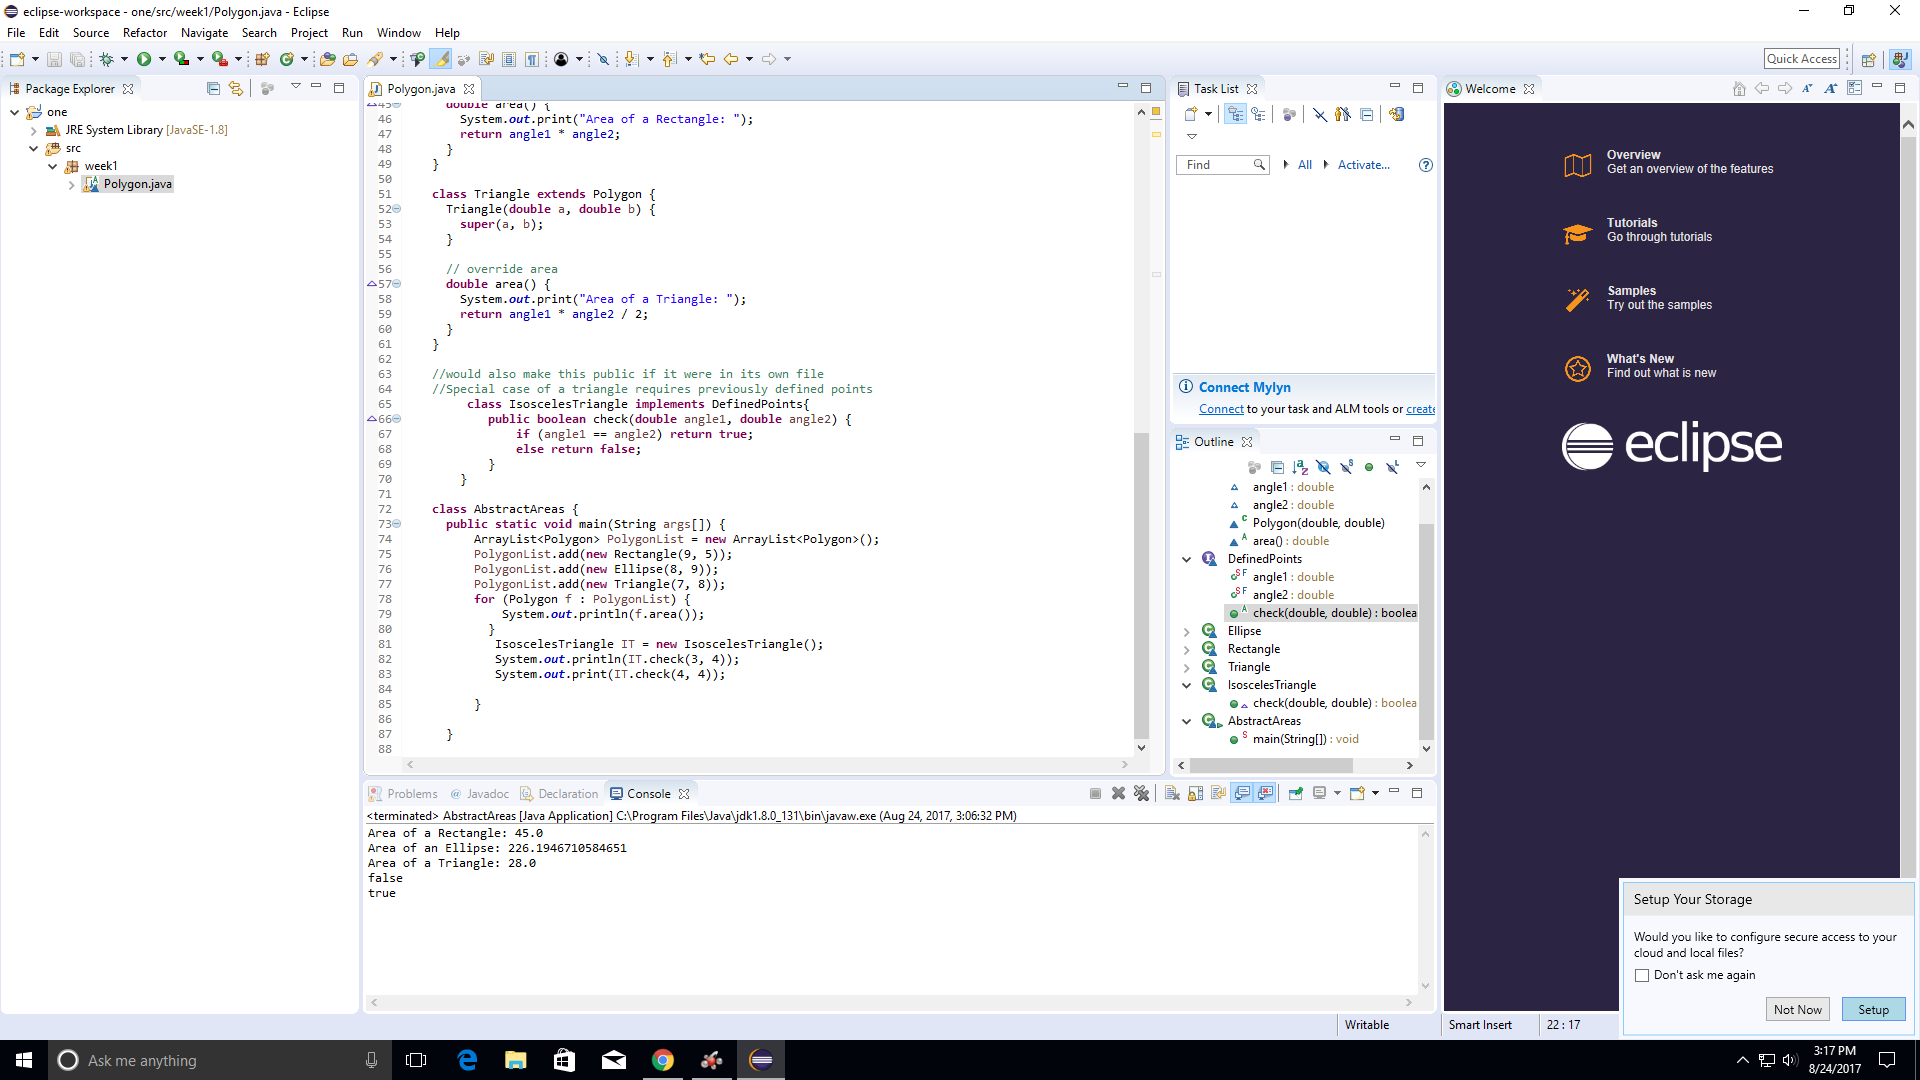 eclipse-workspace - one/src/week1/Polygon.java - Eclipse
File Edit Source Refactor Navigate Search Project Run Window Help
Quick Access
Package Explorer
one
JRE System Library [JavaSE-1.8]
src
week1
Polygon.java
Polygon.java
45 double area() {
46 System.out.print("Area of a Rectangle: ");
47 return angle1 * angle2;
48 }
49 }
50
51 class Triangle extends Polygon {
52 Triangle(double a, double b) {
53 super(a, b);
54 }
55
56 // override area
57 double area() {
58 System.out.print("Area of a Triangle: ");
59 return angle1 * angle2 / 2;
60 }
61 }
62
63 //would also make this public if it were in its own file
64 //Special case of a triangle requires previously defined points
65 class IsoscelesTriangle implements DefinedPoints{
66 public boolean check(double angle1, double angle2) {
67 if (angle1 == angle2) return true;
68 else return false;
69 }
70 }
71
72 class AbstractAreas {
73 public static void main(String args[]) {
74 ArrayList<Polygon> PolygonList = new ArrayList<Polygon>();
75 PolygonList.add(new Rectangle(9, 5));
76 PolygonList.add(new Ellipse(8, 9));
77 PolygonList.add(new Triangle(7, 8));
78 for (Polygon f : PolygonList) {
79 System.out.println(f.area());
80 }
81 IsoscelesTriangle IT = new IsoscelesTriangle();
82 System.out.println(IT.check(3, 4));
83 System.out.print(IT.check(4, 4));
84
85 }
86
87 }
88
Task List
Find All Activate...
Connect Mylyn
Connect to your task and ALM tools or create
Outline
angle1 : double
angle2 : double
Polygon(double, double)
area() : double
DefinedPoints
angle1 : double
angle2 : double
check(double, double) : boolea
Ellipse
Rectangle
Triangle
IsoscelesTriangle
check(double, double) : boolea
AbstractAreas
main(String[]) : void
Welcome
Overview
Get an overview of the features
Tutorials
Go through tutorials
Samples
Try out the samples
What's New
Find out what is new
eclipse
Problems @ Javadoc Declaration Console
<terminated> AbstractAreas [Java Application] C:\Program Files\Java\jdk1.8.0_131\bin\javaw.exe (Aug 24, 2017, 3:06:32 PM)
Area of a Rectangle: 45.0
Area of an Ellipse: 226.1946710584651
Area of a Triangle: 28.0
false
true
Setup Your Storage
Would you like to configure secure access to your
cloud and local files?
Don't ask me again
Not Now Setup
Writable Smart Insert 22 : 17
Ask me anything
3:17 PM
8/24/2017